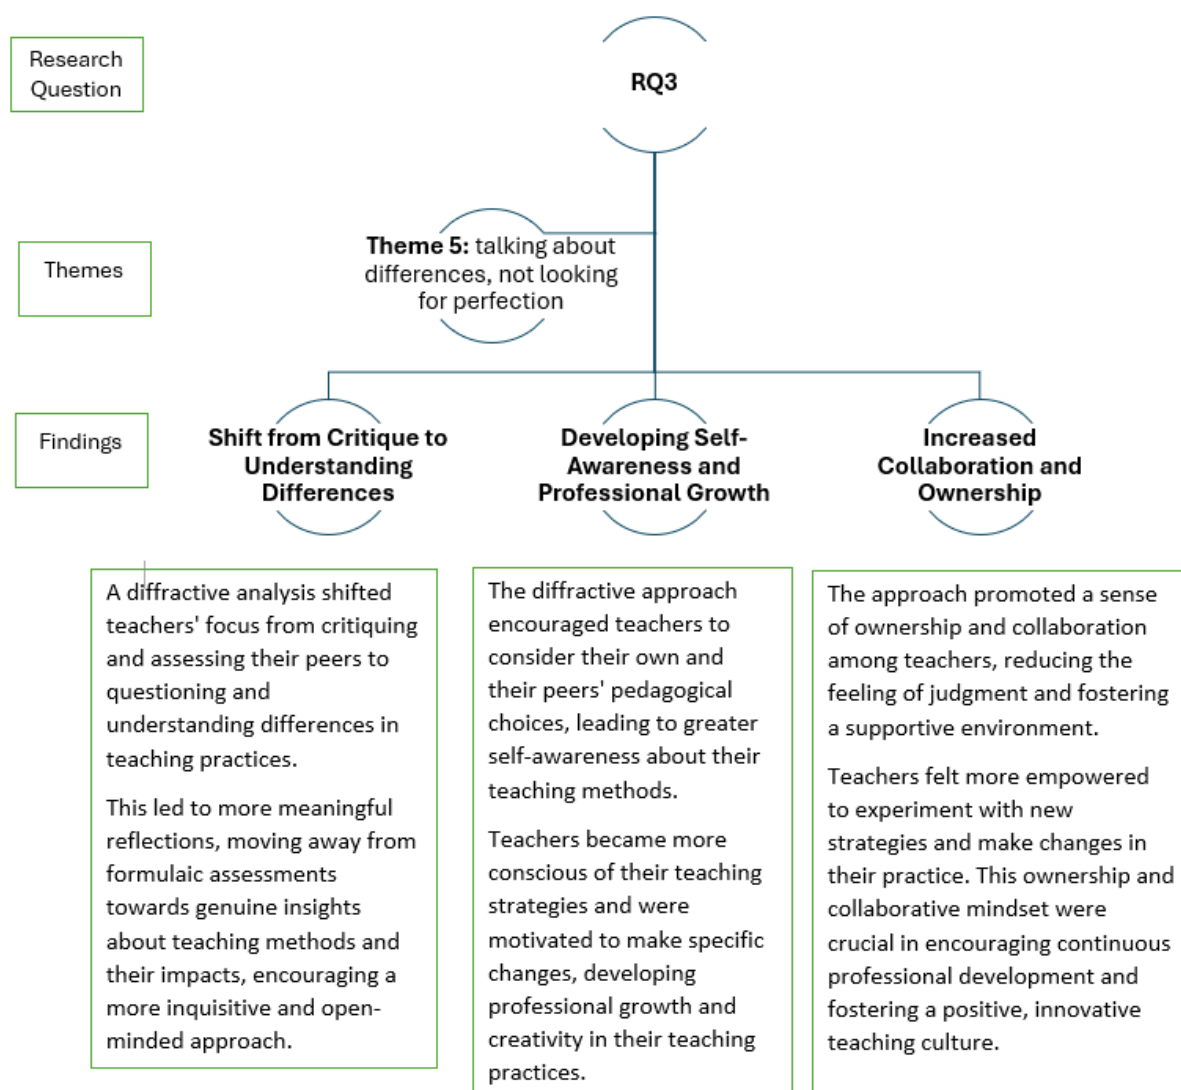 Research
Question
RQ3
Themes
Theme 5: talking about
differences, not looking
for perfection
Findings
Shift from Critique to
Understanding
Differences
Developing Self-
Awareness and
Professional Growth
Increased
Collaboration and
Ownership
A diffractive analysis shifted
teachers' focus from critiquing
and assessing their peers to
questioning and
understanding differences in
teaching practices.
This led to more meaningful
reflections, moving away from
formulaic assessments
towards genuine insights
about teaching methods and
their impacts, encouraging a
more inquisitive and open-
minded approach.
The diffractive approach
encouraged teachers to
consider their own and
their peers' pedagogical
choices, leading to greater
self-awareness about their
teaching methods.
Teachers became more
conscious of their teaching
strategies and were
motivated to make specific
changes, developing
professional growth and
creativity in their teaching
practices.
The approach promoted a sense
of ownership and collaboration
among teachers, reducing the
feeling of judgment and fostering
a supportive environment.
Teachers felt more empowered
to experiment with new
strategies and make changes in
their practice. This ownership and
collaborative mindset were
crucial in encouraging continuous
professional development and
fostering a positive, innovative
teaching culture.